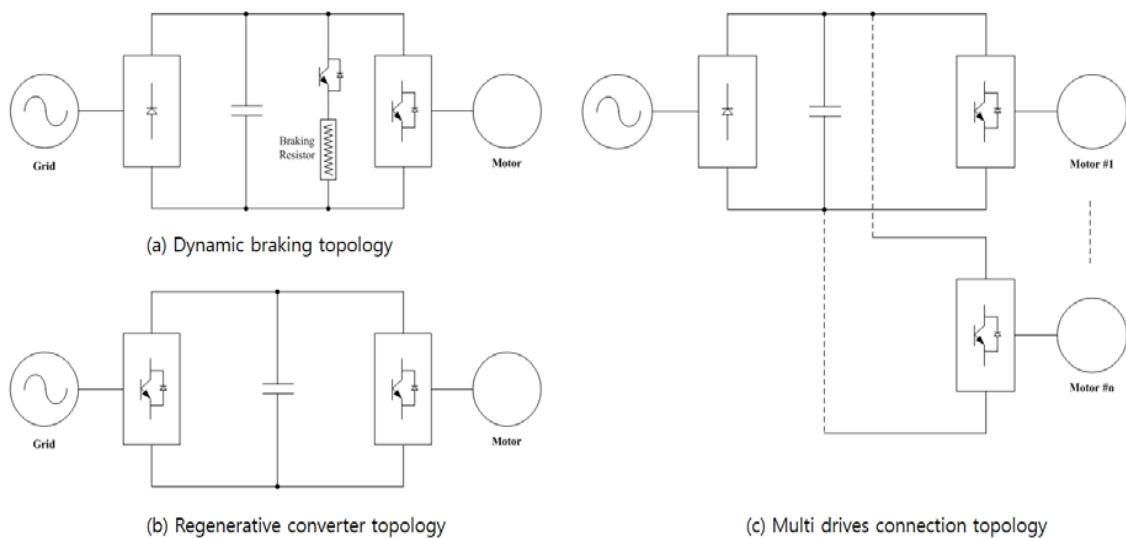 Braking
Resistor
Grid
Motor
(a) Dynamic braking topology
Grid
Motor
(b) Regenerative converter topology
Motor #1
Motor #n
(c) Multi drives connection topology